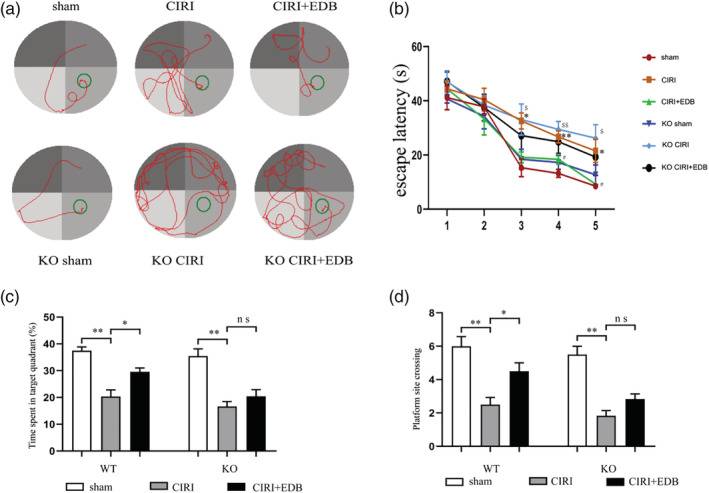 (a)
sham CIRI CIRI+EDB
KO sham KO CIRI KO CIRI+EDB
(b)
escape latency (s)
60
40
20
0
1 2 3 4 5
* $ $$ ** # $ * #
sham
CIRI
CIRI+EDB
KO sham
KO CIRI
KO CIRI+EDB
(c)
Time spent in target quadrant (%)
50
40
30
20
10
0
** * ** n s
WT KO
sham CIRI CIRI+EDB
(d)
Platform site crossing
8
6
4
2
0
** * ** n s
WT KO
sham CIRI CIRI+EDB